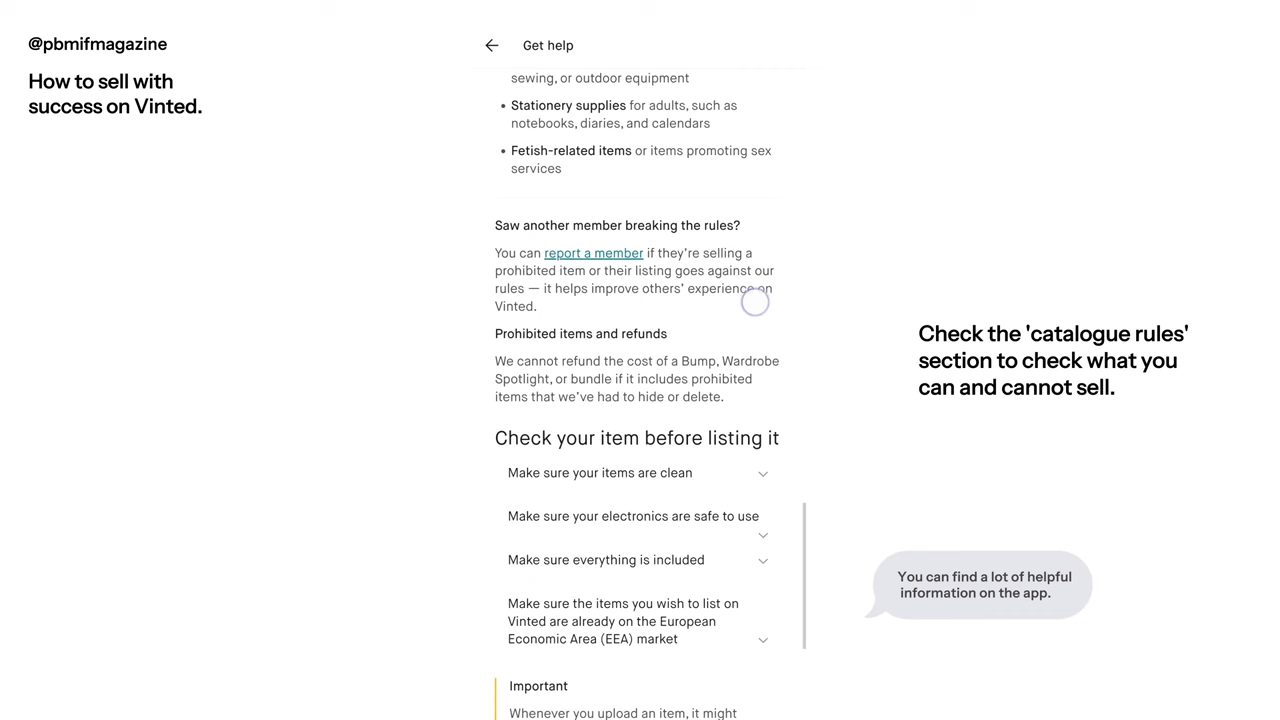 @pbmifmagazine
How to sell with
success on Vinted.
Get help
sewing, or outdoor equipment
• Stationery supplies for adults, such as
notebooks, diaries, and calendars
• Fetish-related items or items promoting sex
services
Saw another member breaking the rules?
You can report a member if they're selling a
prohibited item or their listing goes against our
rules — it helps improve others' experience on
Vinted.
Prohibited items and refunds
We cannot refund the cost of a Bump, Wardrobe
Spotlight, or bundle if it includes prohibited
items that we've had to hide or delete.
Check your item before listing it
Make sure your items are clean
Make sure your electronics are safe to use
Make sure everything is included
Make sure the items you wish to list on
Vinted are already on the European
Economic Area (EEA) market
Important
Whenever you upload an item, it might
Check the 'catalogue rules'
section to check what you
can and cannot sell.
You can find a lot of helpful
information on the app.